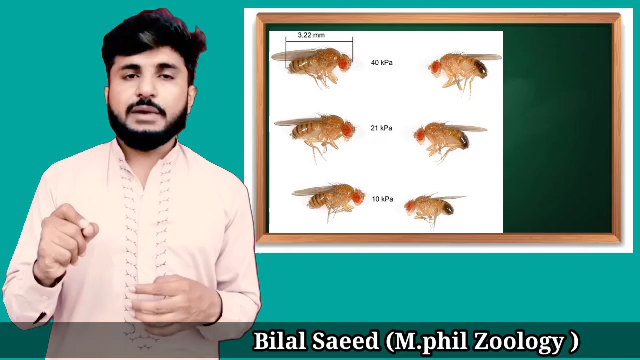 3.22 mm
40 kPa
21 kPa
10 kPa
Bilal Saeed (M.phil Zoology )